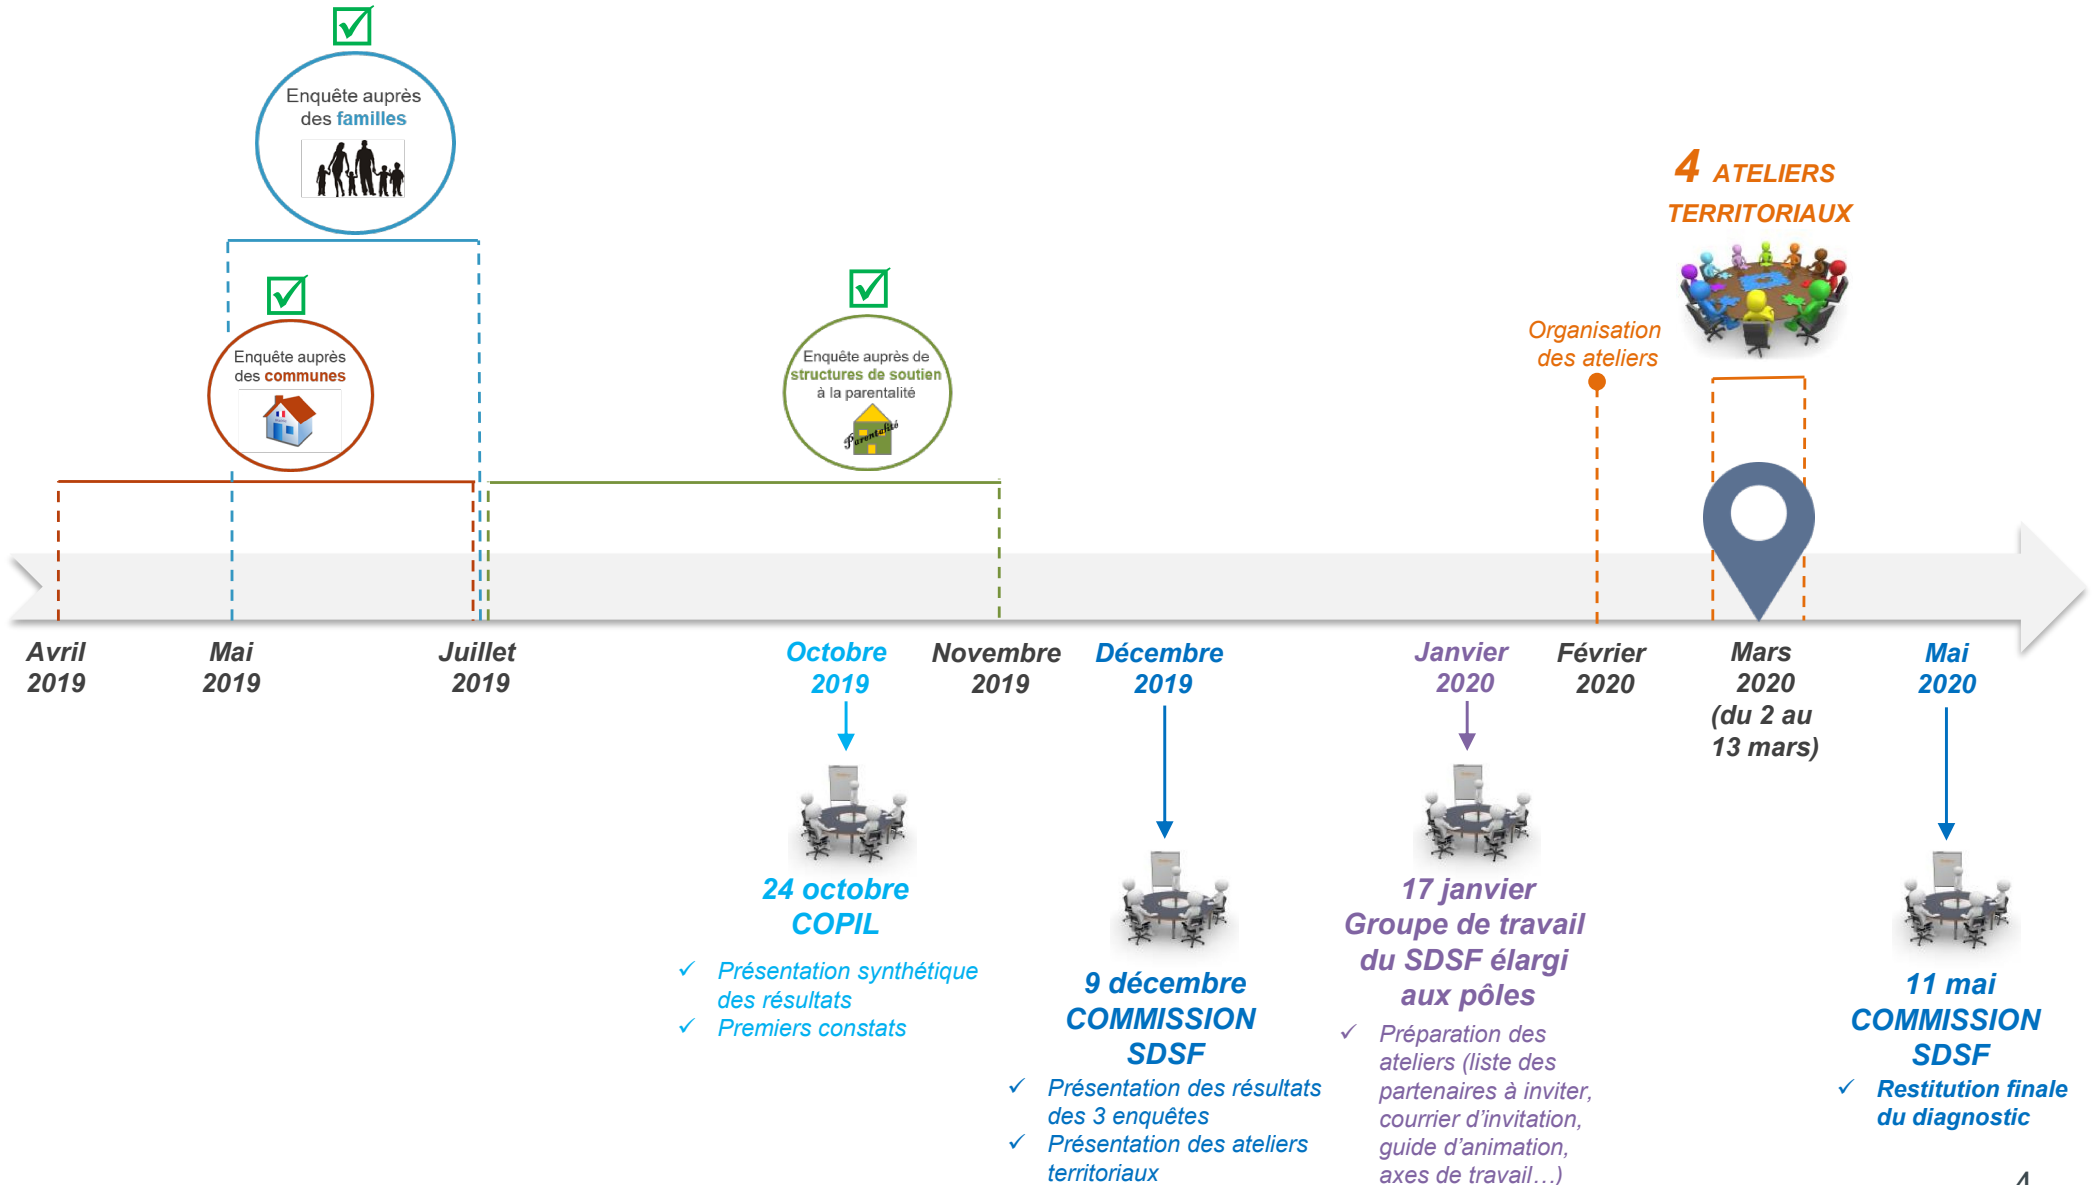 Enquête auprès
des familles
Enquête auprès
des communes
Enquête auprès de
structures de soutien
à la parentalité
Parentalité
4 ATELIERS
TERRITORIAUX
Organisation
des ateliers
Avril
2019
Mai
2019
Juillet
2019
Octobre
2019
Novembre
2019
Décembre
2019
Janvier
2020
Février
2020
Mars
2020
(du 2 au
13 mars)
Mai
2020
24 octobre
COPIL
✓ Présentation synthétique
des résultats
✓ Premiers constats
9 décembre
COMMISSION
SDSF
✓ Présentation des résultats
des 3 enquêtes
✓ Présentation des ateliers
territoriaux
17 janvier
Groupe de travail
du SDSF élargi
aux pôles
✓ Préparation des
ateliers (liste des
partenaires à inviter,
courrier d’invitation,
guide d’animation,
axes de travail…)
11 mai
COMMISSION
SDSF
✓ Restitution finale
du diagnostic
4